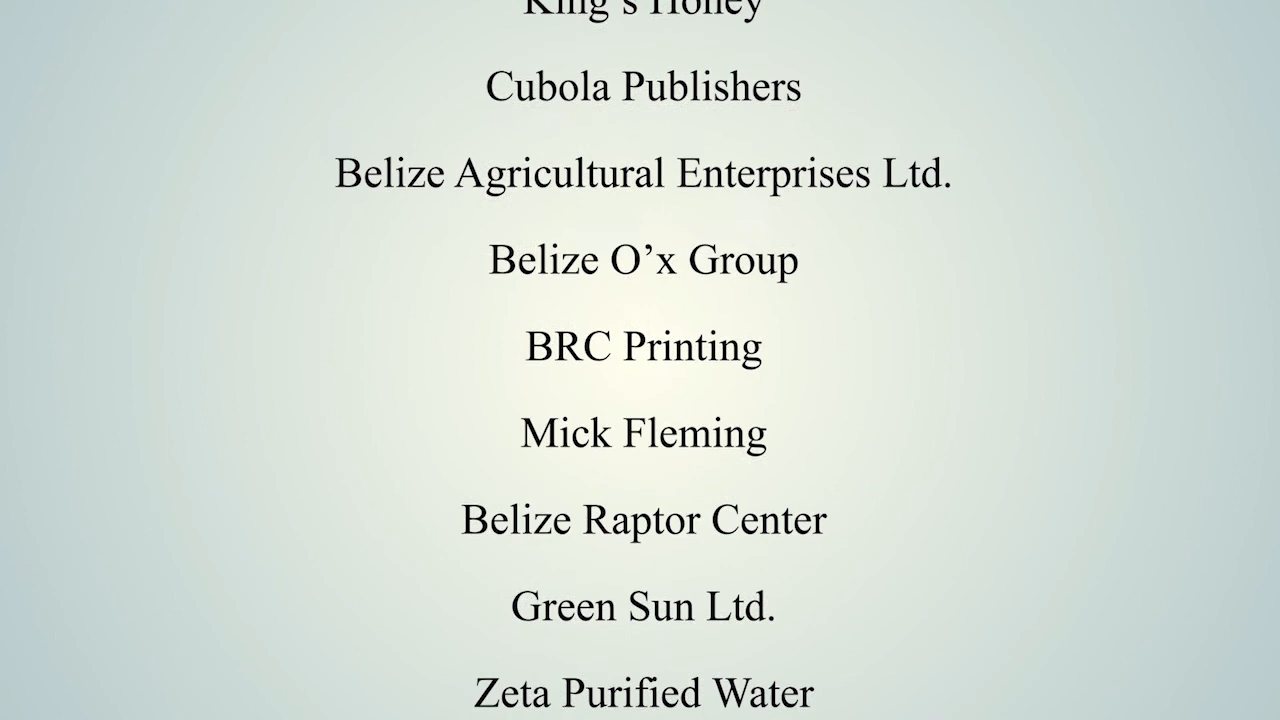 King's Honey
Cubola Publishers
Belize Agricultural Enterprises Ltd.
Belize O’x Group
BRC Printing
Mick Fleming
Belize Raptor Center
Green Sun Ltd.
Zeta Purified Water